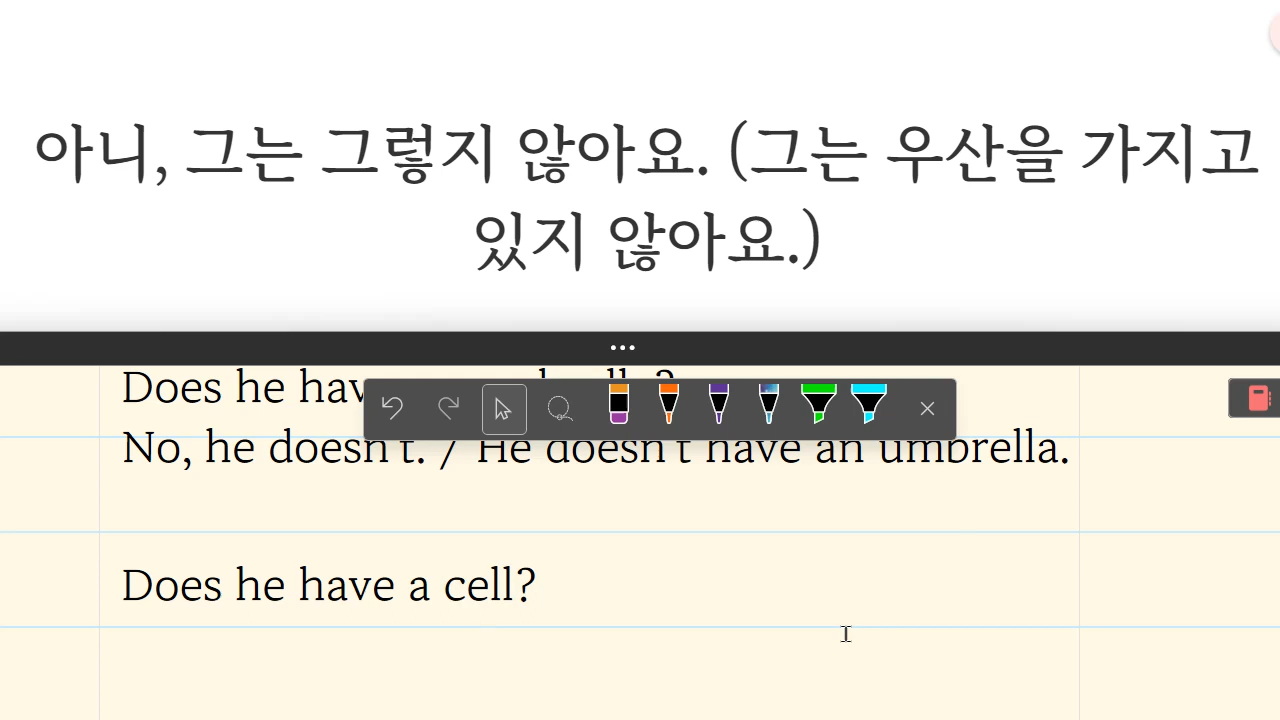 아니, 그는 그렇지 않아요. (그는 우산을 가지고
있지 않아요.)
Does he have
No, he doesn't. / He doesn't have an umbrella.
Does he have a cell?